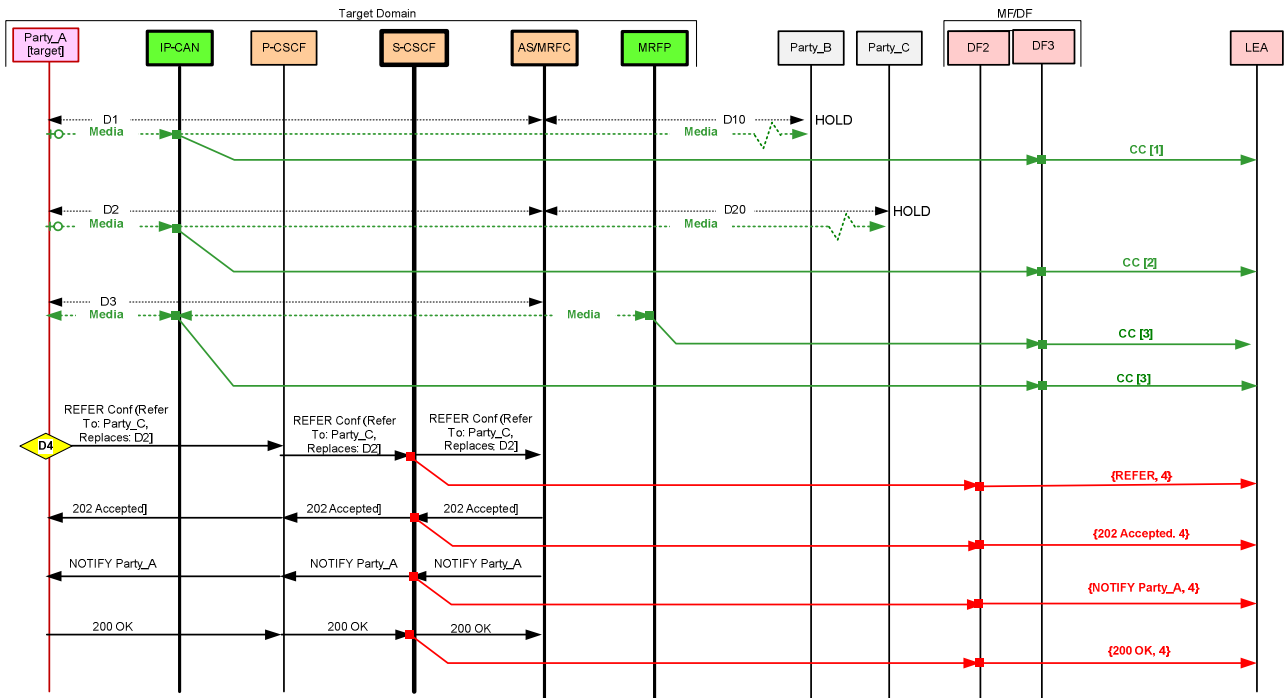 Target Domain
MF/DF
Party_A
[target]
IP-CAN
P-CSCF
S-CSCF
AS/MRFC
MRFP
Party_B
Party_C
DF2
DF3
LEA
D1
D10
HOLD
Media
Media
CC [1]
D2
D20
HOLD
Media
Media
CC [2]
D3
Media
Media
CC [3]
CC [3]
REFER Conf (Refer
To: Party_C,
Replaces: D2]
REFER Conf (Refer
To: Party_C,
Replaces: D2]
REFER Conf (Refer
To: Party_C,
Replaces: D2]
D4
{REFER, 4}
202 Accepted]
202 Accepted]
202 Accepted]
{202 Accepted. 4}
NOTIFY Party_A
NOTIFY Party_A
NOTIFY Party_A
{NOTIFY Party_A, 4}
200 OK
200 OK
200 OK
{200 OK, 4}